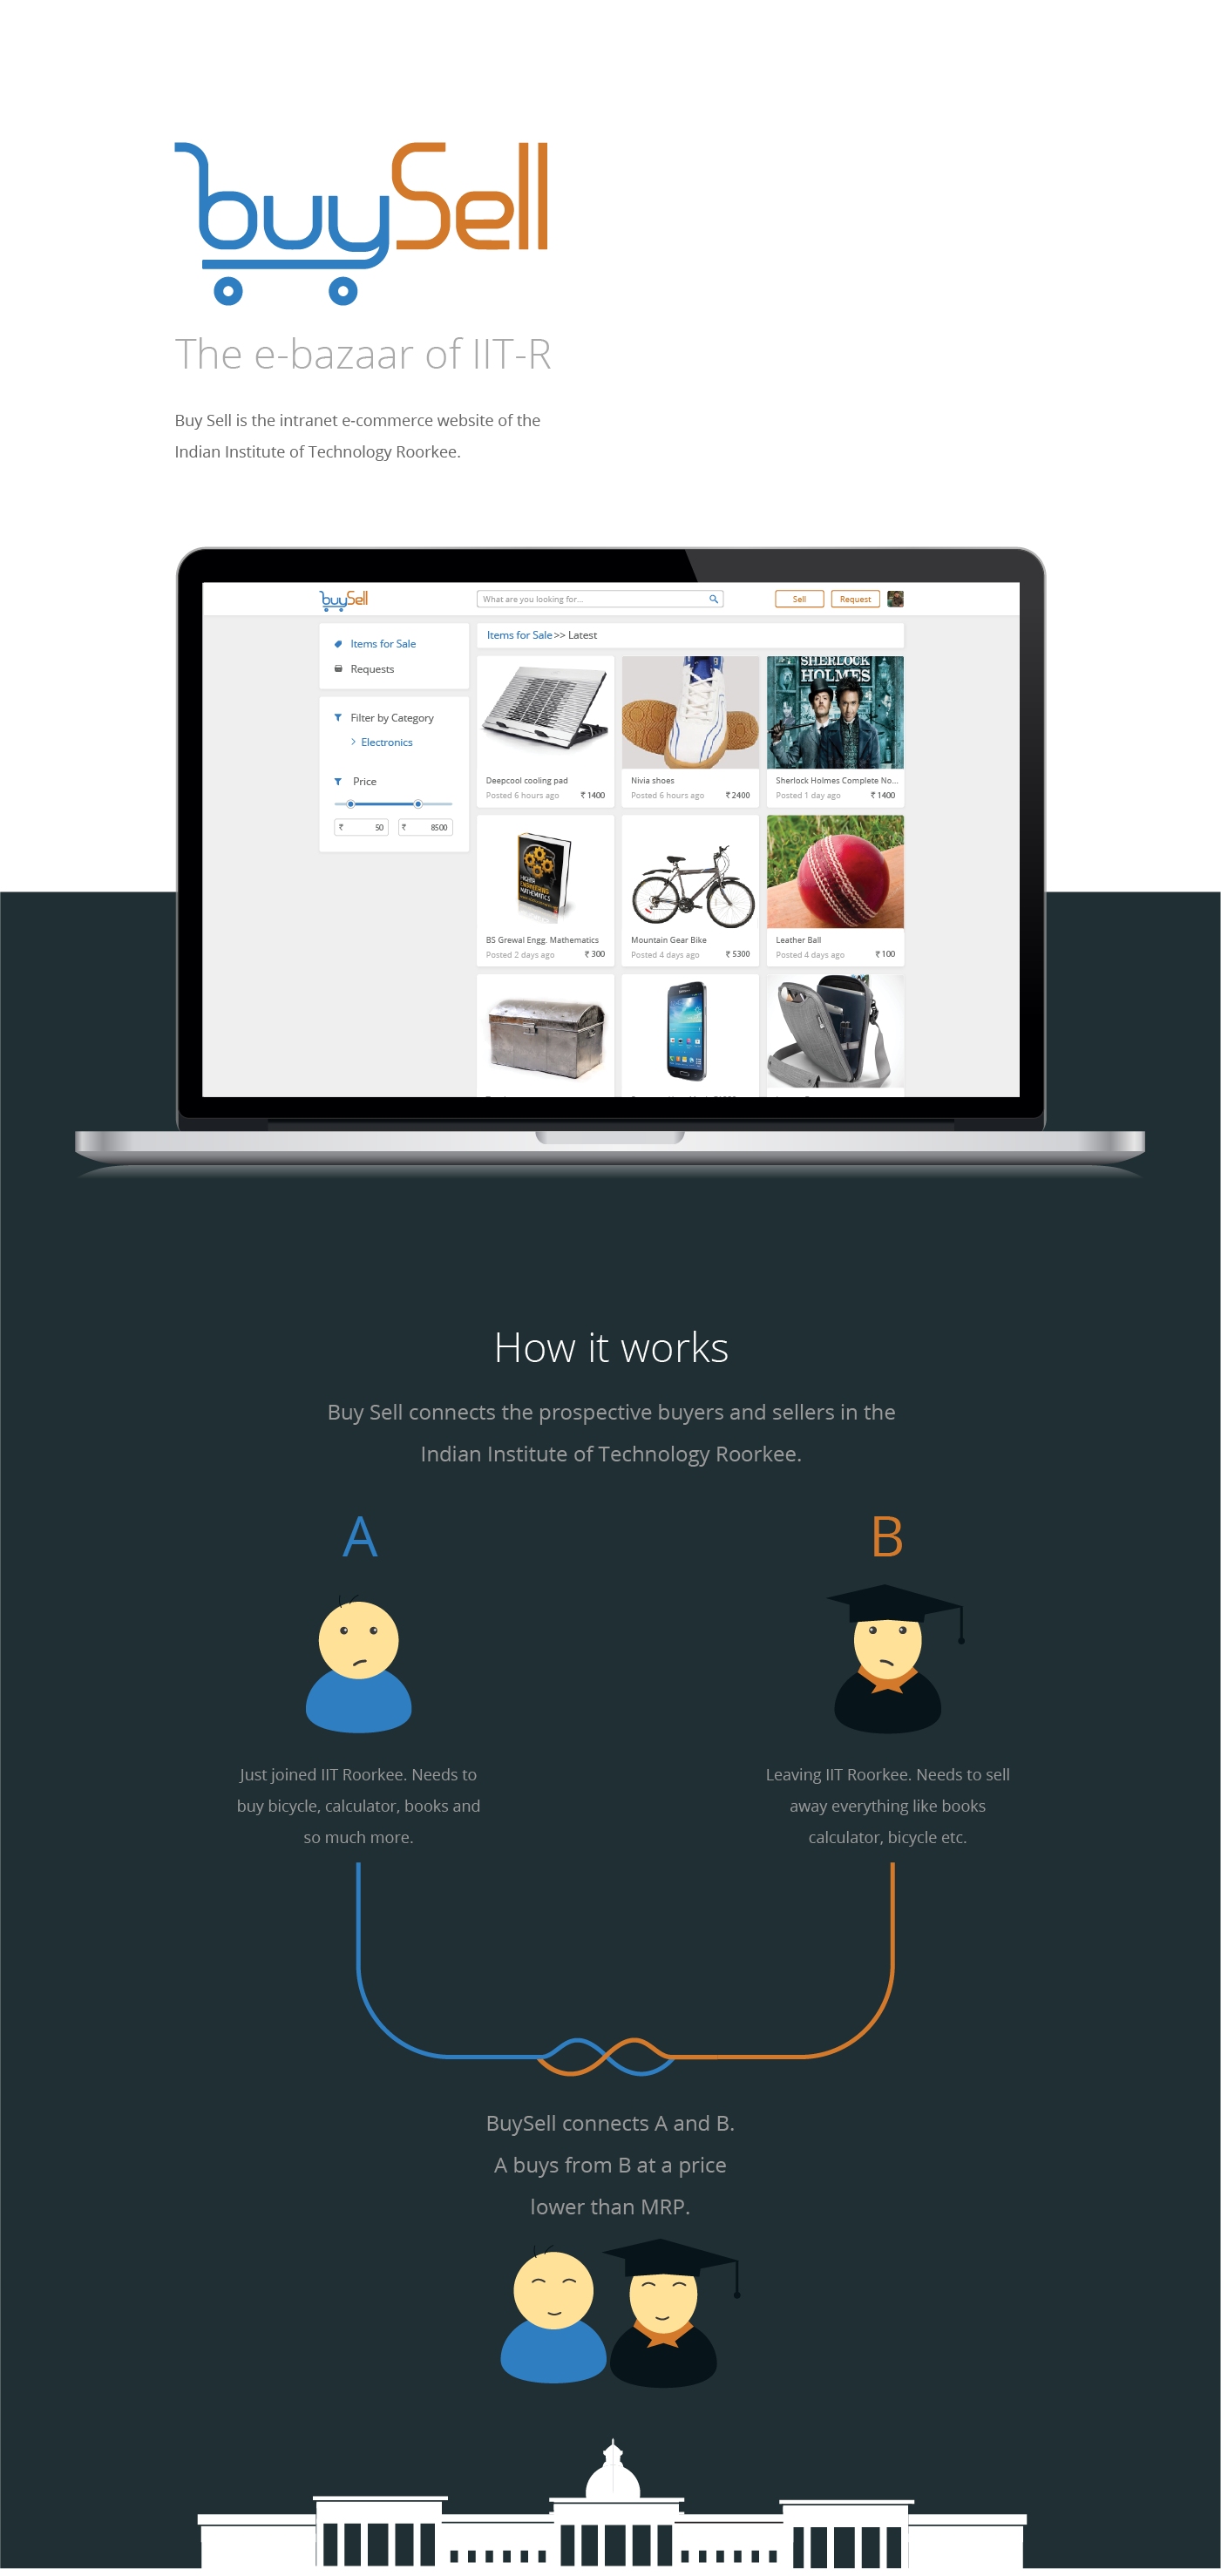 buySell
The e-bazaar of IIT-R
Buy Sell is the intranet e-commerce website of the
Indian Institute of Technology Roorkee.
buySell
What are you looking for...
Sell
Request
Items for Sale
Requests
Filter by Category
Electronics
Price
₹ 50
₹ 8500
Items for Sale >> Latest
SHERLOCK
HOLMES
Deepcool cooling pad
Posted 6 hours ago ₹ 1400
Nivia shoes
Posted 6 hours ago ₹ 2400
Sherlock Holmes Complete No...
Posted 1 day ago ₹ 1400
HIGHER
ENGINEERING
MATHEMATICS
BS Grewal Engg. Mathematics
Posted 2 days ago ₹ 300
Mountain Gear Bike
Posted 4 days ago ₹ 5300
Leather Ball
Posted 4 days ago ₹ 100
How it works
Buy Sell connects the prospective buyers and sellers in the
Indian Institute of Technology Roorkee.
A
B
Just joined IIT Roorkee. Needs to
buy bicycle, calculator, books and
so much more.
Leaving IIT Roorkee. Needs to sell
away everything like books
calculator, bicycle etc.
BuySell connects A and B.
A buys from B at a price
lower than MRP.